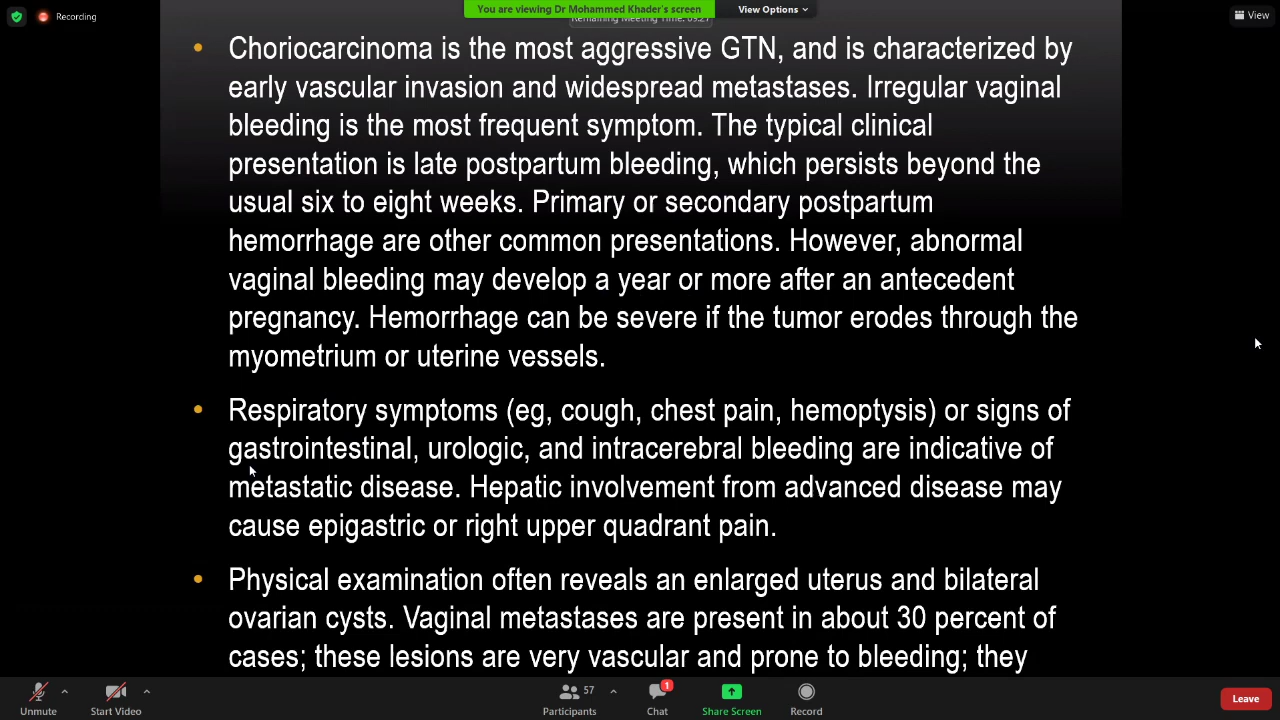 Recording
You are viewing Dr Mohammed Khader's screen
View Options
Remaining Meeting Time: 09:27
View
• Choriocarcinoma is the most aggressive GTN, and is characterized by
early vascular invasion and widespread metastases. Irregular vaginal
bleeding is the most frequent symptom. The typical clinical
presentation is late postpartum bleeding, which persists beyond the
usual six to eight weeks. Primary or secondary postpartum
hemorrhage are other common presentations. However, abnormal
vaginal bleeding may develop a year or more after an antecedent
pregnancy. Hemorrhage can be severe if the tumor erodes through the
myometrium or uterine vessels.
• Respiratory symptoms (eg, cough, chest pain, hemoptysis) or signs of
gastrointestinal, urologic, and intracerebral bleeding are indicative of
metastatic disease. Hepatic involvement from advanced disease may
cause epigastric or right upper quadrant pain.
• Physical examination often reveals an enlarged uterus and bilateral
ovarian cysts. Vaginal metastases are present in about 30 percent of
cases; these lesions are very vascular and prone to bleeding; they
Unmute
Start Video
57
Participants
1
Chat
Share Screen
Record
Leave